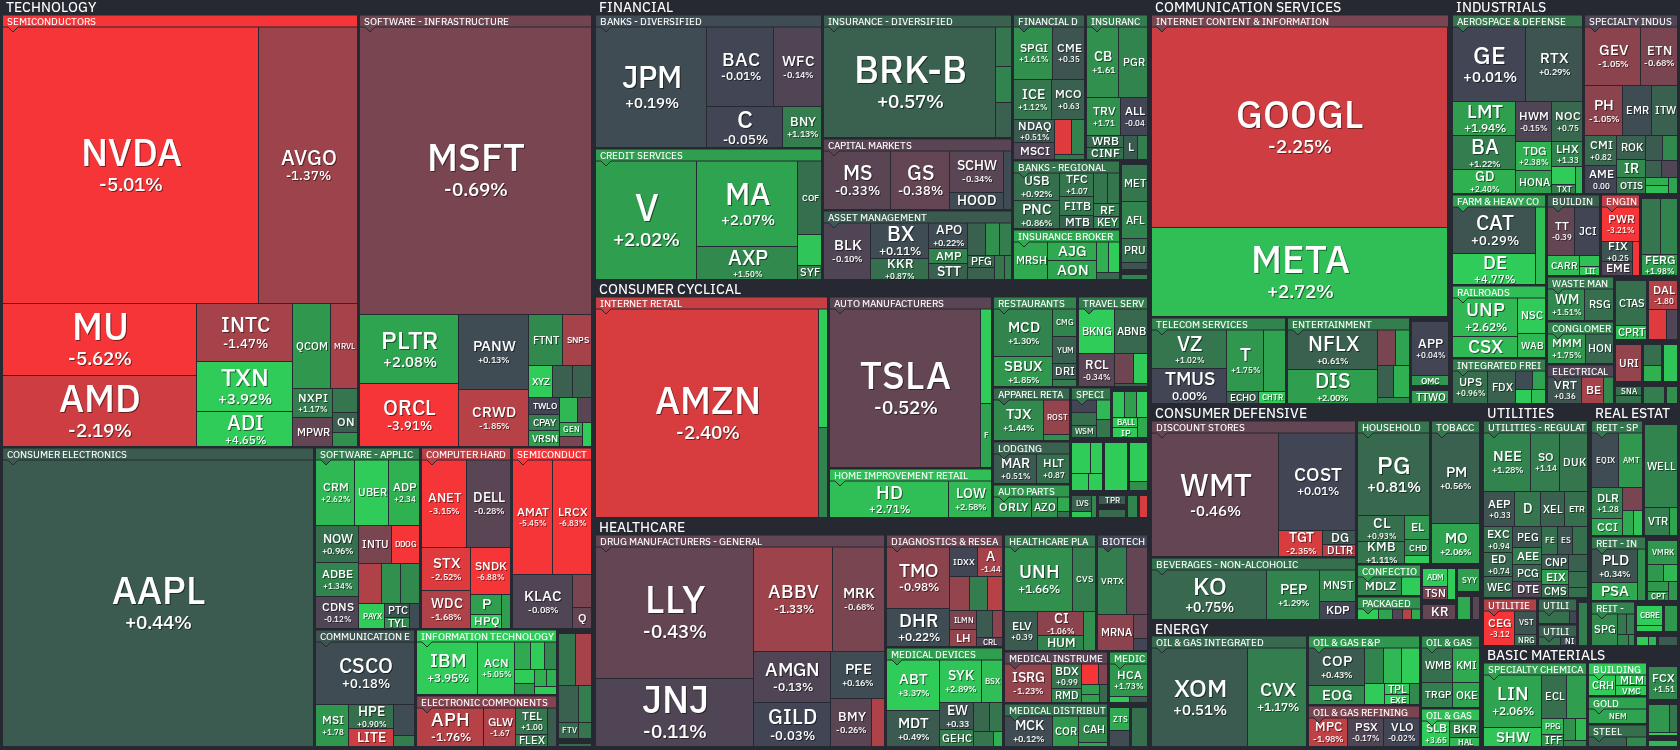 TECHNOLOGY
SEMICONDUCTORS
NVDA
-5.01%
AVGO
-1.37%
MU
-5.62%
AMD
-2.19%
INTC
-1.47%
TXN
+3.92%
ADI
+4.65%
QCOM
MRVL
NXPI
+1.17%
MPWR
ON
SOFTWARE - INFRASTRUCTURE
MSFT
-0.69%
PLTR
+2.08%
ORCL
-3.91%
PANW
+0.13%
CRWD
-1.85%
FTNT
SNPS
XYZ
TWLO
CPAY
VRSN
GEN
CONSUMER ELECTRONICS
AAPL
+0.44%
SOFTWARE - APPLIC
CRM
+2.62%
UBER
ADP
+2.34
NOW
+0.96%
INTU
DDOG
ADBE
+1.34%
CDNS
-0.12%
PAYX
PTC
TYL
COMPUTER HARD
ANET
-3.15%
DELL
-0.28%
STX
-2.52%
SNDK
-6.88%
WDC
-1.68%
P
HPQ
SEMICONDUCT
AMAT
-5.45%
LRCX
-6.83%
KLAC
-0.08%
Q
COMMUNICATION E
CSCO
+0.18%
MSI
+1.78
HPE
+0.90%
LITE
INFORMATION TECHNOLOGY
IBM
+3.95%
ACN
+5.05%
ELECTRONIC COMPONENTS
APH
-1.76%
GLW
-1.67
TEL
+1.00
FLEX
FTV
FINANCIAL
BANKS - DIVERSIFIED
JPM
+0.19%
BAC
-0.01%
WFC
-0.14%
C
-0.05%
BNY
+1.13%
CREDIT SERVICES
V
+2.02%
MA
+2.07%
AXP
+1.50%
COF
SYF
INSURANCE - DIVERSIFIED
BRK-B
+0.57%
CAPITAL MARKETS
MS
-0.33%
GS
-0.38%
SCHW
-0.34%
HOOD
ASSET MANAGEMENT
BLK
-0.10%
BX
+0.11%
KKR
+0.87%
APO
+0.22%
AMP
STT
PFG
FINANCIAL D
SPGI
+1.61%
CME
+0.35
ICE
+1.12%
MCO
+0.63
NDAQ
+0.51%
MSCI
INSURANC
CB
+1.61
PGR
TRV
+1.71
ALL
-0.04
WRB
CINF
L
BANKS - REGIONAL
USB
+0.92%
TFC
+1.07
PNC
+0.86%
FITB
RF
MTB
KEY
MET
AFL
PRU
INSURANCE BROKER
MRSH
AJG
AON
CONSUMER CYCLICAL
INTERNET RETAIL
AMZN
-2.40%
AUTO MANUFACTURERS
TSLA
-0.52%
F
HOME IMPROVEMENT RETAIL
HD
+2.71%
LOW
+2.58%
RESTAURANTS
MCD
+1.30%
CMG
YUM
SBUX
+1.85%
DRI
TRAVEL SERV
BKNG
ABNB
RCL
-0.34%
APPAREL RETA
TJX
+1.44%
ROST
SPECI
WSM
BALL
IP
LODGING
MAR
+0.51%
HLT
+0.87
AUTO PARTS
ORLY
AZO
LVS
TPR
HEALTHCARE
DRUG MANUFACTURERS - GENERAL
LLY
-0.43%
JNJ
-0.11%
ABBV
-1.33%
MRK
-0.68%
AMGN
-0.13%
PFE
+0.16%
GILD
-0.03%
BMY
-0.26%
DIAGNOSTICS & RESEA
TMO
-0.98%
IDXX
A
-1.44
DHR
+0.22%
ILMN
LH
CRL
MEDICAL DEVICES
ABT
+3.37%
SYK
+2.89%
BSX
MDT
+0.49%
EW
+0.33
GEHC
HEALTHCARE PLA
UNH
+1.66%
CVS
ELV
+0.39
CI
-1.06%
HUM
BIOTECH
VRTX
MRNA
MEDICAL INSTRUME
ISRG
-1.23%
BDX
+0.99
RMD
MEDIC
HCA
+1.73%
MEDICAL DISTRIBUT
MCK
+0.12%
COR
CAH
ZTS
COMMUNICATION SERVICES
INTERNET CONTENT & INFORMATION
GOOGL
-2.25%
META
+2.72%
TELECOM SERVICES
VZ
+1.02%
T
+1.75%
TMUS
0.00%
ECHO
CHTR
ENTERTAINMENT
NFLX
+0.61%
DIS
+2.00%
APP
+0.04%
OMC
TTWO
CONSUMER DEFENSIVE
DISCOUNT STORES
WMT
-0.46%
COST
+0.01%
TGT
-2.35%
DG
DLTR
BEVERAGES - NON-ALCOHOLIC
KO
+0.75%
PEP
+1.29%
MNST
KDP
HOUSEHOLD
PG
+0.81%
CL
+0.93%
EL
KMB
+1.11%
CHD
TOBACC
PM
+0.56%
MO
+2.06%
CONFECTIO
MDLZ
ADM
TSN
SYY
PACKAGED
KR
ENERGY
OIL & GAS INTEGRATED
XOM
+0.51%
CVX
+1.17%
OIL & GAS E&P
COP
+0.43%
EOG
TPL
EXE
OIL & GAS REFINING
MPC
-1.98%
PSX
-0.17%
VLO
-0.02%
OIL & GAS
WMB
KMI
TRGP
OKE
OIL & GAS
SLB
+3.65
BKR
HAL
INDUSTRIALS
AEROSPACE & DEFENSE
GE
+0.01%
RTX
+0.29%
LMT
+1.94%
HWM
-0.15%
NOC
+0.75
BA
+1.22%
TDG
+2.38%
LHX
+1.33
GD
+2.40%
HONA
TXT
SPECIALTY INDUS
GEV
-1.05%
ETN
-0.68%
PH
-1.05%
EMR
ITW
CMI
+0.82
ROK
AME
0.00
IR
OTIS
FARM & HEAVY CO
CAT
+0.29%
DE
+4.77%
BUILDIN
TT
-0.39
JCI
CARR
LII
ENGIN
PWR
-3.21%
FIX
+0.25
EME
FERG
+1.98%
RAILROADS
UNP
+2.62%
NSC
CSX
WAB
WASTE MAN
WM
+1.51%
RSG
CTAS
CPRT
DAL
-1.80
CONGLOMER
MMM
+1.75%
HON
URI
INTEGRATED FREI
UPS
+0.96%
FDX
ELECTRICAL
VRT
+0.36
BE
SNA
UTILITIES
UTILITIES - REGULAT
NEE
+1.28%
SO
+1.14
DUK
AEP
+0.33
D
XEL
ETR
EXC
+0.94
PEG
FE
ES
ED
+0.74
AEE
CNP
PCG
EIX
WEC
DTE
CMS
UTILITIE
CEG
-3.12
VST
NRG
UTILI
UTILI
NI
REAL ESTAT
REIT - SP
EQIX
AMT
WELL
DLR
+1.28
CCI
VTR
REIT - IN
PLD
+0.34%
PSA
VMRK
CPT
REIT -
SPG
CBRE
BASIC MATERIALS
SPECIALTY CHEMICA
LIN
+2.06%
ECL
SHW
PPG
IFF
BUILDING
CRH
MLM
VMC
FCX
+1.51
GOLD
NEM
STEEL